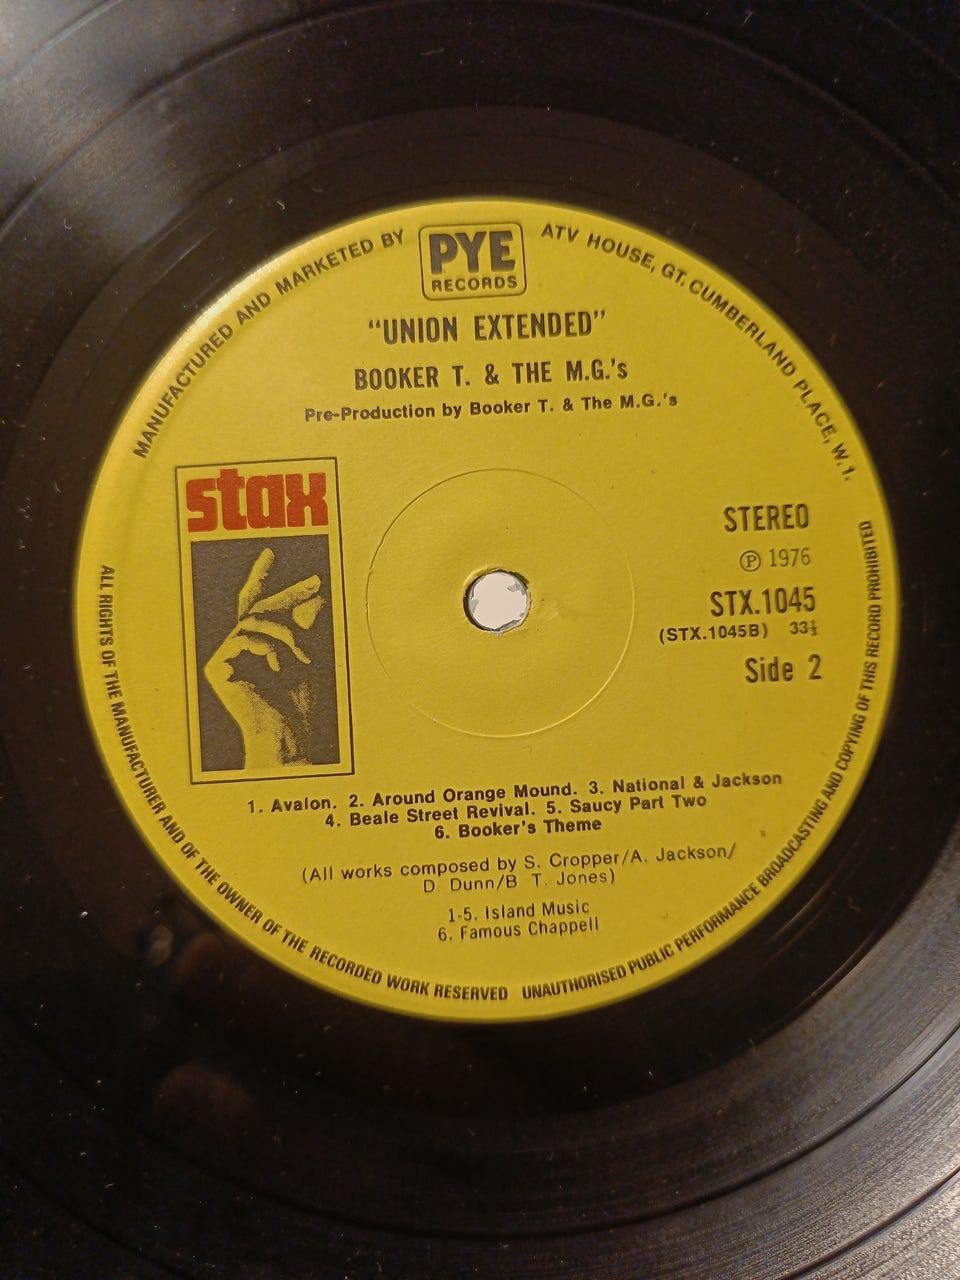 MANUFACTURED AND MARKETED BY PYE RECORDS ATV HOUSE, GT. CUMBERLAND PLACE, W.1.
"UNION EXTENDED"
BOOKER T. & THE M.G.'s
Pre-Production by Booker T. & The M.G.'s
stax
STEREO
Ⓟ 1976
STX.1045
(STX.1045B) 33⅓
Side 2
1. Avalon. 2. Around Orange Mound. 3. National & Jackson
4. Beale Street Revival. 5. Saucy Part Two
6. Booker's Theme
(All works composed by S. Cropper/A. Jackson/
D. Dunn/B T. Jones)
1-5. Island Music
6. Famous Chappell
ALL RIGHTS OF THE MANUFACTURER AND OF THE OWNER OF THE RECORDED WORK RESERVED UNAUTHORISED PUBLIC PERFORMANCE BROADCASTING AND COPYING OF THIS RECORD PROHIBITED